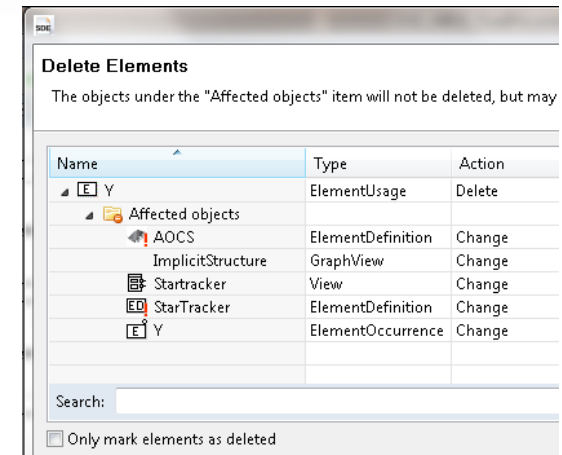 SDE
Delete Elements
The objects under the "Affected objects" item will not be deleted, but may
Name Type Action
E Y ElementUsage Delete
Affected objects
AOCS ElementDefinition Change
ImplicitStructure GraphView Change
Startracker View Change
ED StarTracker ElementDefinition Change
E Y ElementOccurrence Change
Search:
Only mark elements as deleted